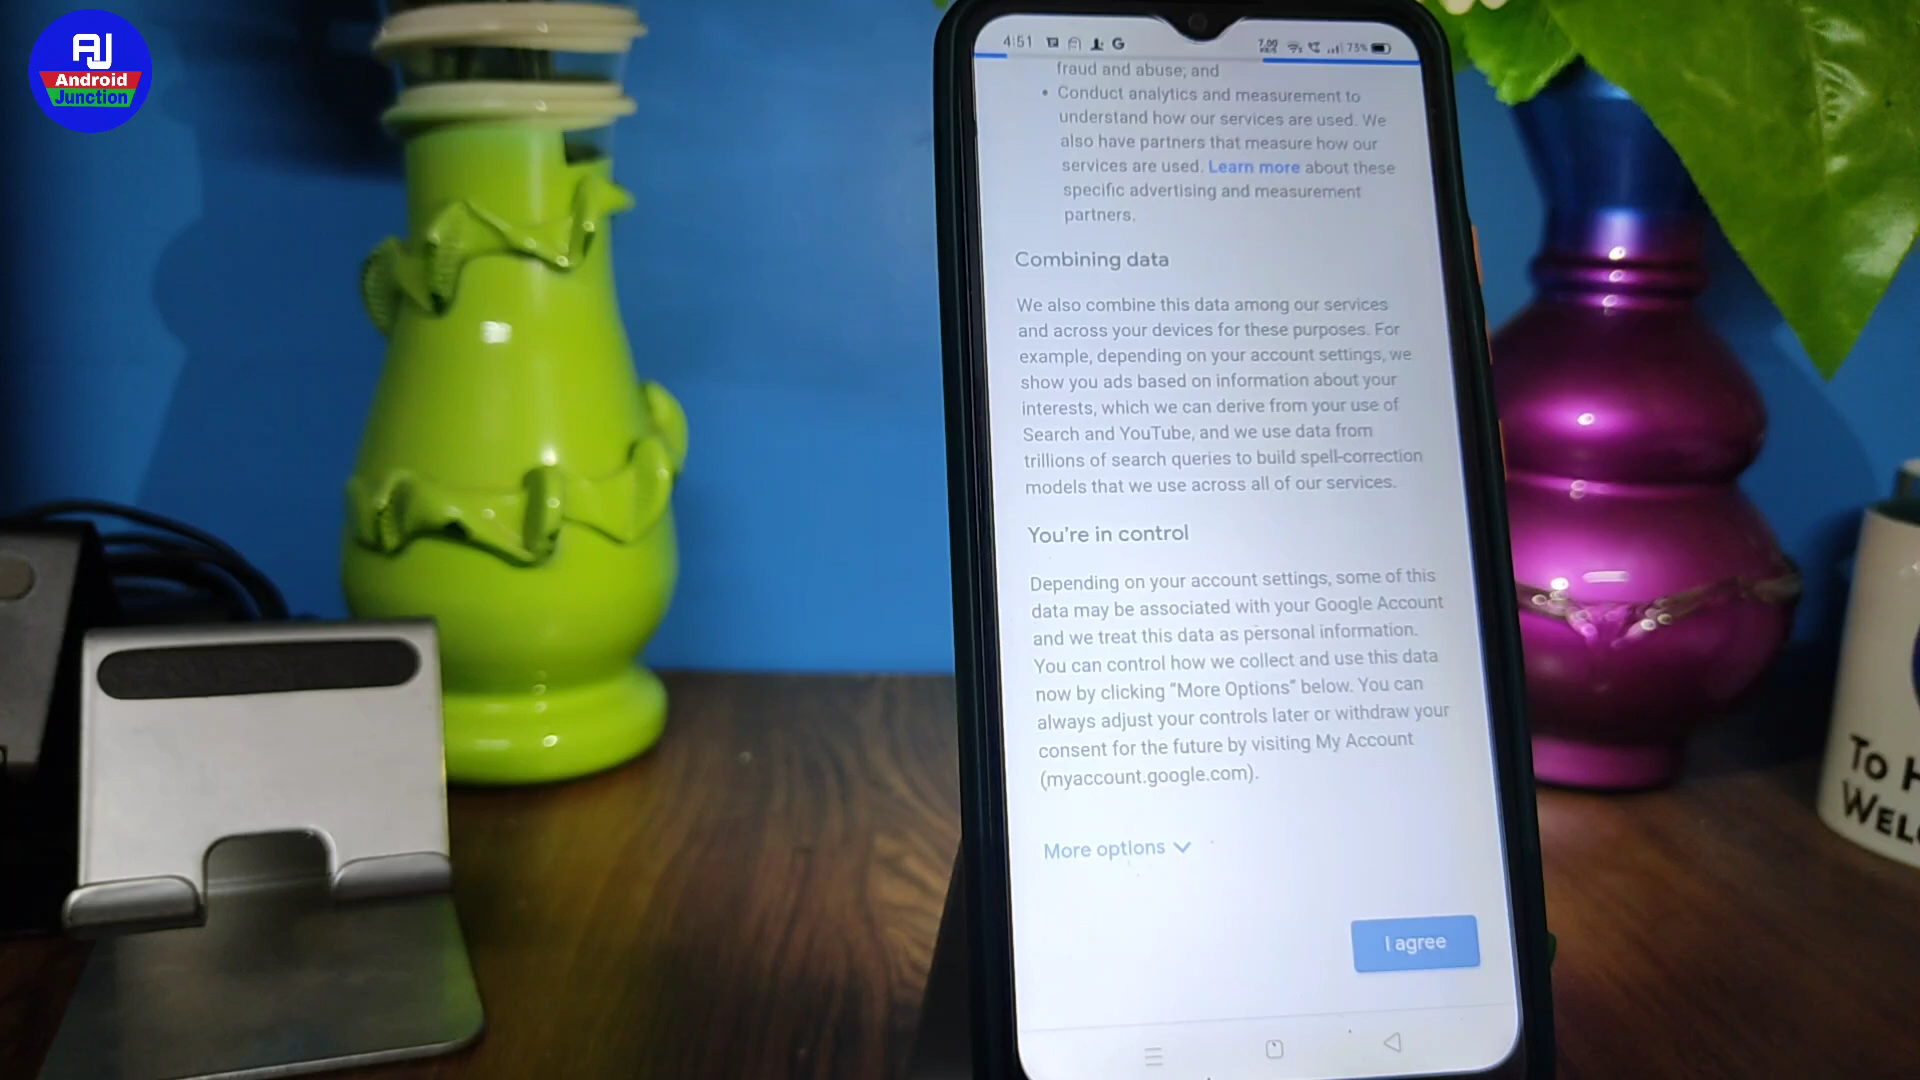 AJ
Android
Junction
4:51
G
73%
fraud and abuse; and
• Conduct analytics and measurement to
understand how our services are used. We
also have partners that measure how our
services are used. Learn more about these
specific advertising and measurement
partners.
Combining data
We also combine this data among our services
and across your devices for these purposes. For
example, depending on your account settings, we
show you ads based on information about your
interests, which we can derive from your use of
Search and YouTube, and we use data from
trillions of search queries to build spell-correction
models that we use across all of our services.
You're in control
Depending on your account settings, some of this
data may be associated with your Google Account
and we treat this data as personal information.
You can control how we collect and use this data
now by clicking "More Options" below. You can
always adjust your controls later or withdraw your
consent for the future by visiting My Account
(myaccount.google.com).
More options
I agree
To H
WEL